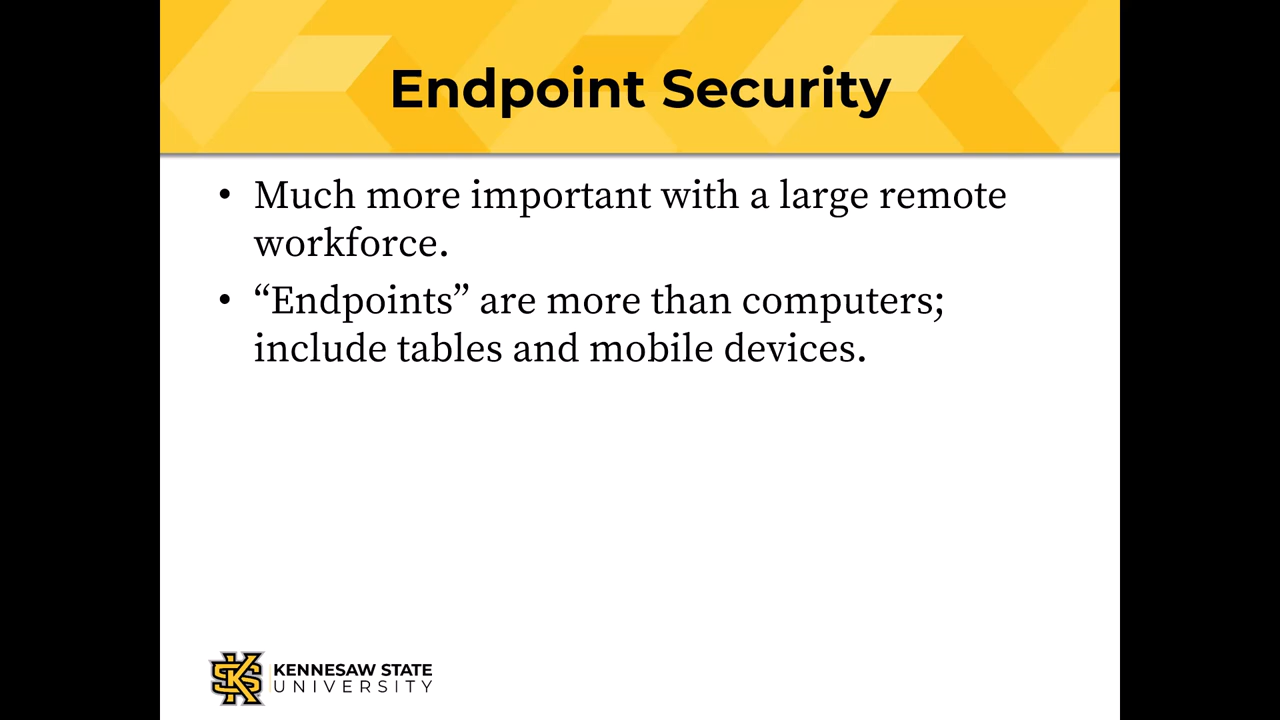 Endpoint Security
• Much more important with a large remote
workforce.
• “Endpoints” are more than computers;
include tables and mobile devices.
KENNESAW STATE
UNIVERSITY